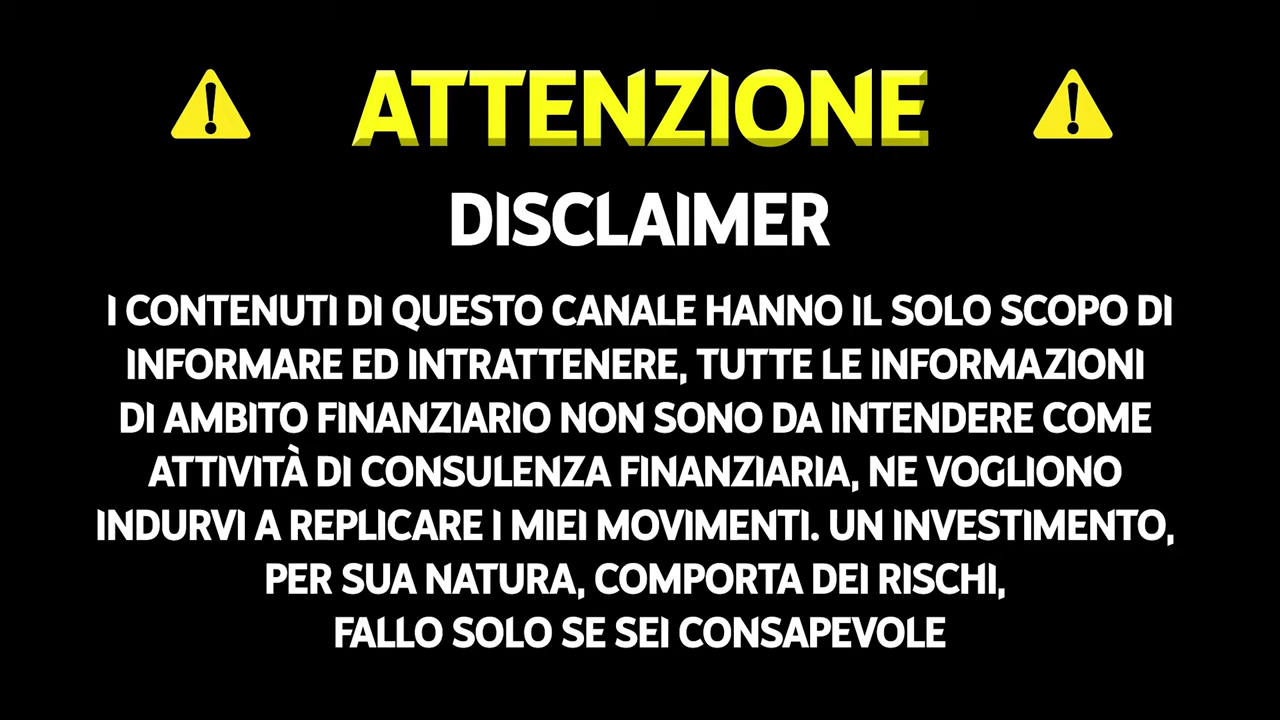 ATTENZIONE
DISCLAIMER
I CONTENUTI DI QUESTO CANALE HANNO IL SOLO SCOPO DI
INFORMARE ED INTRATTENERE, TUTTE LE INFORMAZIONI
DI AMBITO FINANZIARIO NON SONO DA INTENDERE COME
ATTIVITÀ DI CONSULENZA FINANZIARIA, NE VOGLIONO
INDURVI A REPLICARE I MIEI MOVIMENTI. UN INVESTIMENTO,
PER SUA NATURA, COMPORTA DEI RISCHI,
FALLO SOLO SE SEI CONSAPEVOLE